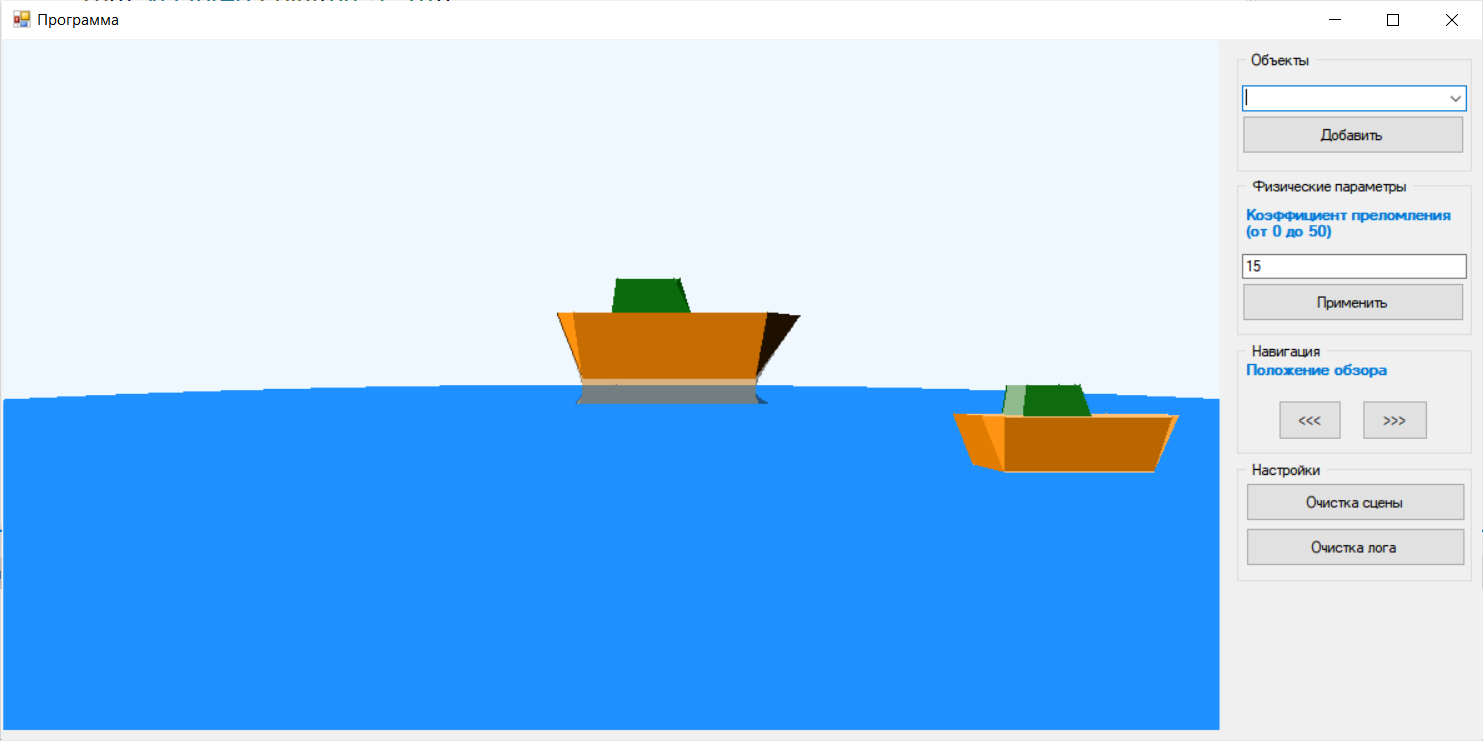 Программа
Объекты
Добавить
Физические параметры
Коэффициент преломления
(от 0 до 50)
15
Применить
Навигация
Положение обзора
<<< >>>
Настройки
Очистка сцены
Очистка лога